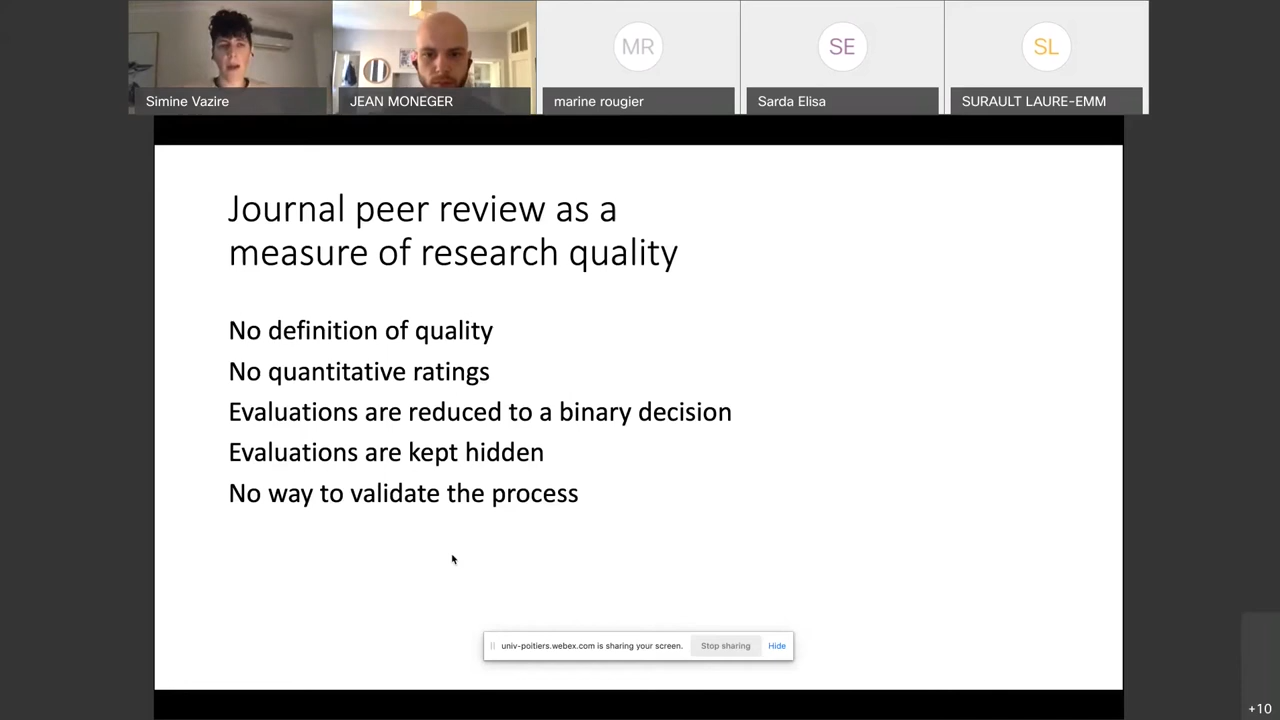 MR
SE
SL
Simine Vazire
JEAN MONEGER
marine rougier
Sarda Elisa
SURAULT LAURE-EMM
Journal peer review as a
measure of research quality
No definition of quality
No quantitative ratings
Evaluations are reduced to a binary decision
Evaluations are kept hidden
No way to validate the process
univ-poitiers.webex.com is sharing your screen.
Stop sharing
Hide
+10